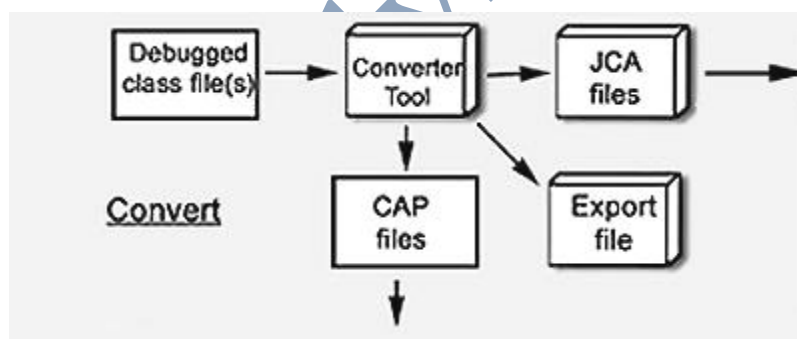 Debugged
class file(s)
Converter
Tool
JCA
files
Convert
CAP
files
Export
file